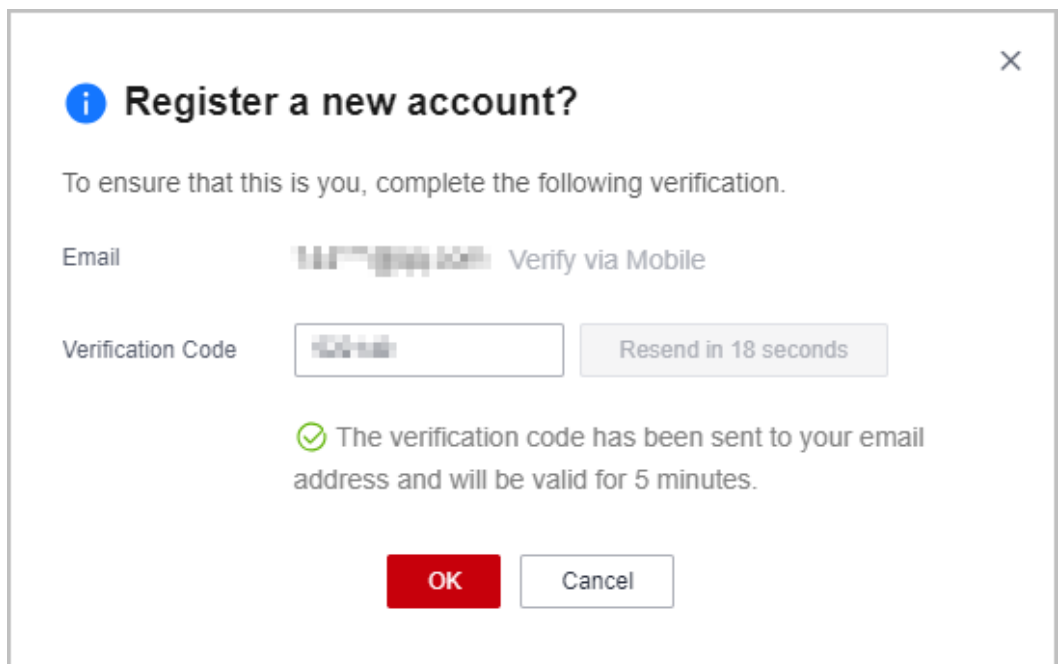 Register a new account?
To ensure that this is you, complete the following verification.
Email Verify via Mobile
Verification Code Resend in 18 seconds
The verification code has been sent to your email
address and will be valid for 5 minutes.
OK Cancel